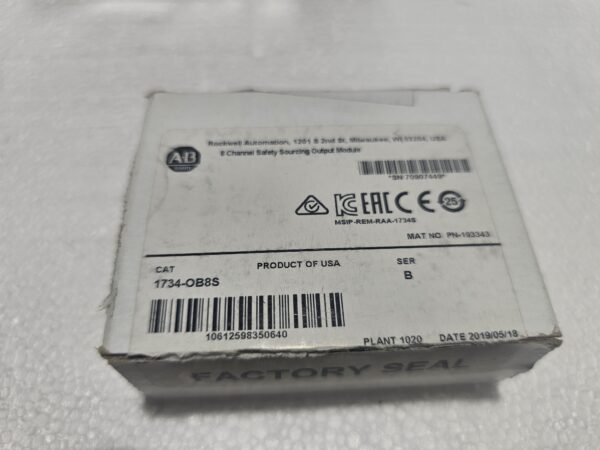 Rockwell Automation, 1201 S 2nd St, Milwaukee, WI 53204, USA
8 Channel Safety Sourcing Output Module
AB
*SN 70907449*
KC EAC CE 25
MSIP-REM-RAA-1734S
MAT NO. PN-193343
CAT PRODUCT OF USA SER
1734-OB8S B
10612598350640
PLANT 1020 DATE 2019/05/18
FACTORY SEAL